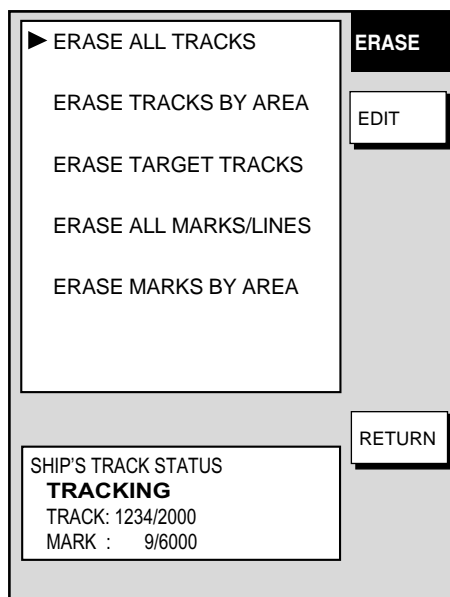 ERASE ALL TRACKS
ERASE TRACKS BY AREA
ERASE TARGET TRACKS
ERASE ALL MARKS/LINES
ERASE MARKS BY AREA
ERASE
EDIT
RETURN
SHIP'S TRACK STATUS
TRACKING
TRACK: 1234/2000
MARK : 9/6000